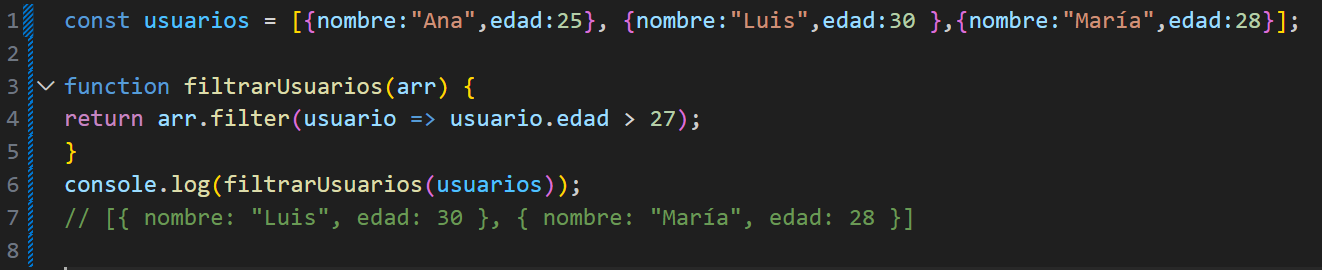 1 const usuarios = [{nombre:"Ana",edad:25}, {nombre:"Luis",edad:30 },{nombre:"María",edad:28}];
2
3 function filtrarUsuarios(arr) {
4 return arr.filter(usuario => usuario.edad > 27);
5 }
6 console.log(filtrarUsuarios(usuarios));
7 // [{ nombre: "Luis", edad: 30 }, { nombre: "María", edad: 28 }]
8